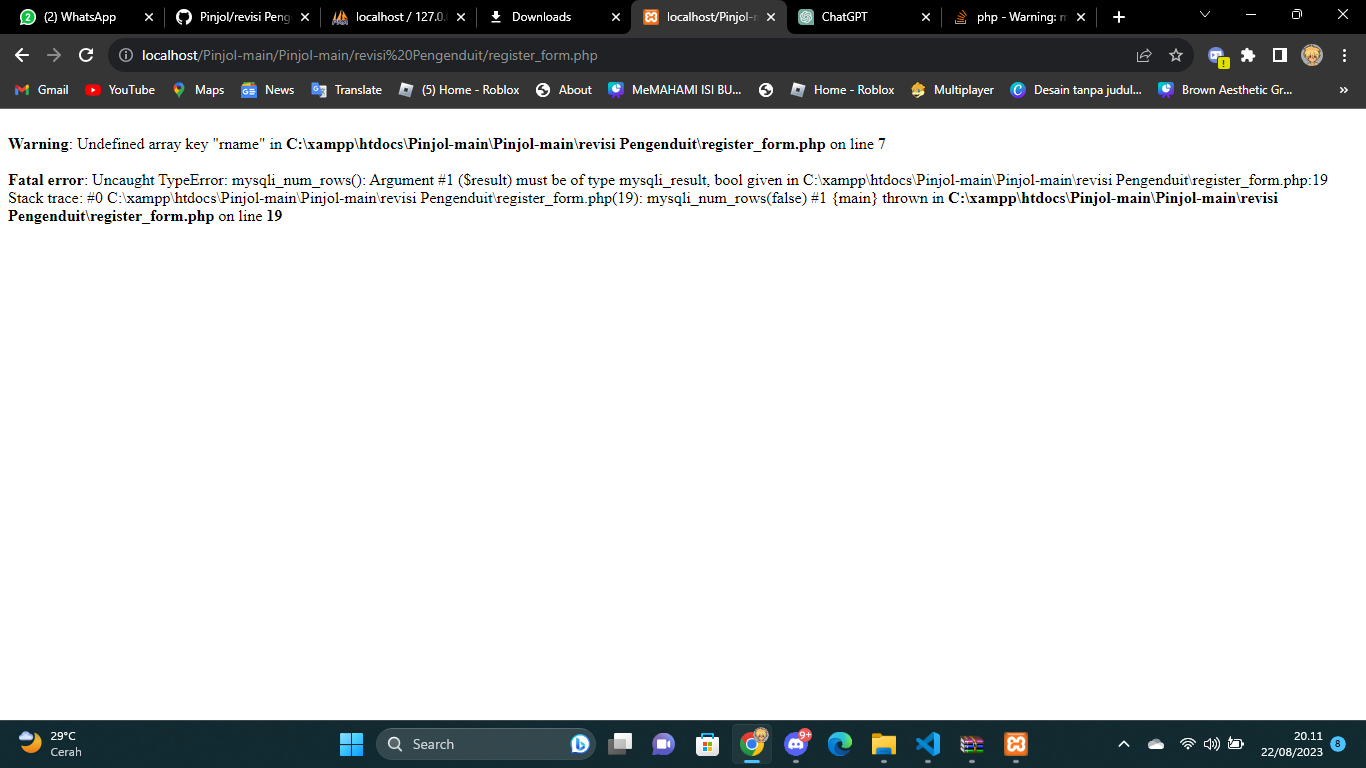 (2) WhatsApp
Pinjol/revisi Peng
localhost / 127.0.
Downloads
localhost/Pinjol-m
ChatGPT
php - Warning: m
localhost/Pinjol-main/Pinjol-main/revisi%20Pengenduit/register_form.php
Gmail
YouTube
Maps
News
Translate
(5) Home - Roblox
About
MeMAHAMI ISI BU...
Home - Roblox
Multiplayer
Desain tanpa judul...
Brown Aesthetic Gr...
»
Warning: Undefined array key "rname" in C:\xampp\htdocs\Pinjol-main\Pinjol-main\revisi Pengenduit\register_form.php on line 7
Fatal error: Uncaught TypeError: mysqli_num_rows(): Argument #1 ($result) must be of type mysqli_result, bool given in C:\xampp\htdocs\Pinjol-main\Pinjol-main\revisi Pengenduit\register_form.php:19
Stack trace: #0 C:\xampp\htdocs\Pinjol-main\Pinjol-main\revisi Pengenduit\register_form.php(19): mysqli_num_rows(false) #1 {main} thrown in C:\xampp\htdocs\Pinjol-main\Pinjol-main\revisi
Pengenduit\register_form.php on line 19
29°C
Cerah
Search
9+
20.11
22/08/2023
8